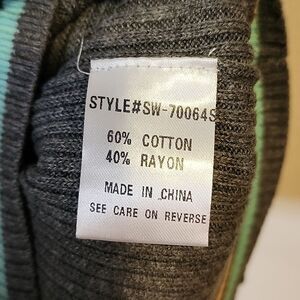 STYLE#SW-70064S
60% COTTON
40% RAYON
MADE IN CHINA
SEE CARE ON REVERSE